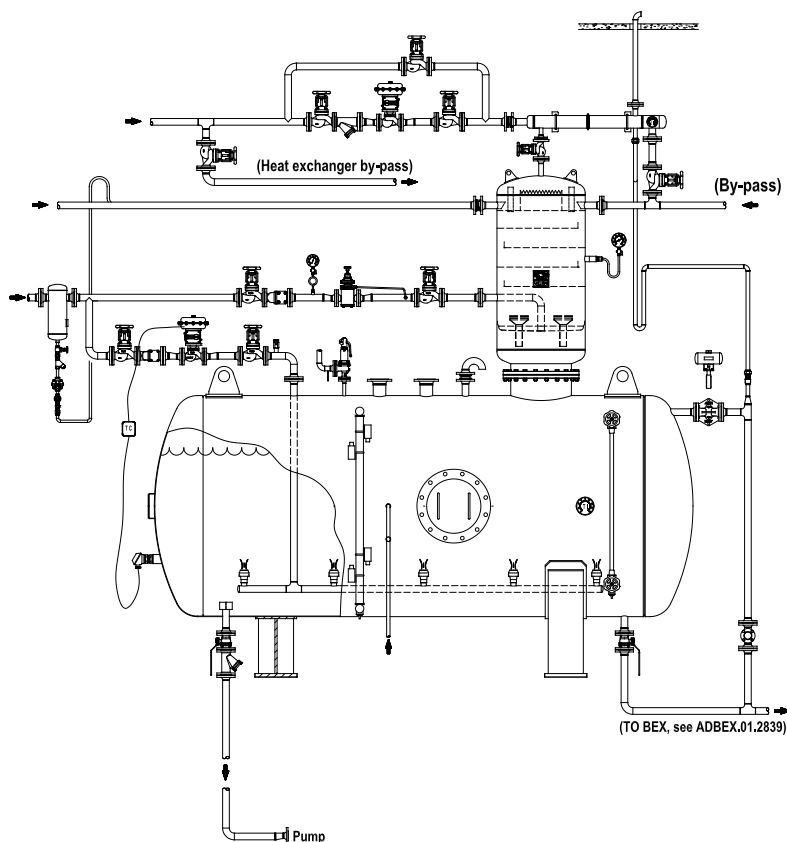 (Heat exchanger by-pass)
(By-pass)
TC
(TO BEX, see ADBEX.01.2839)
Pump